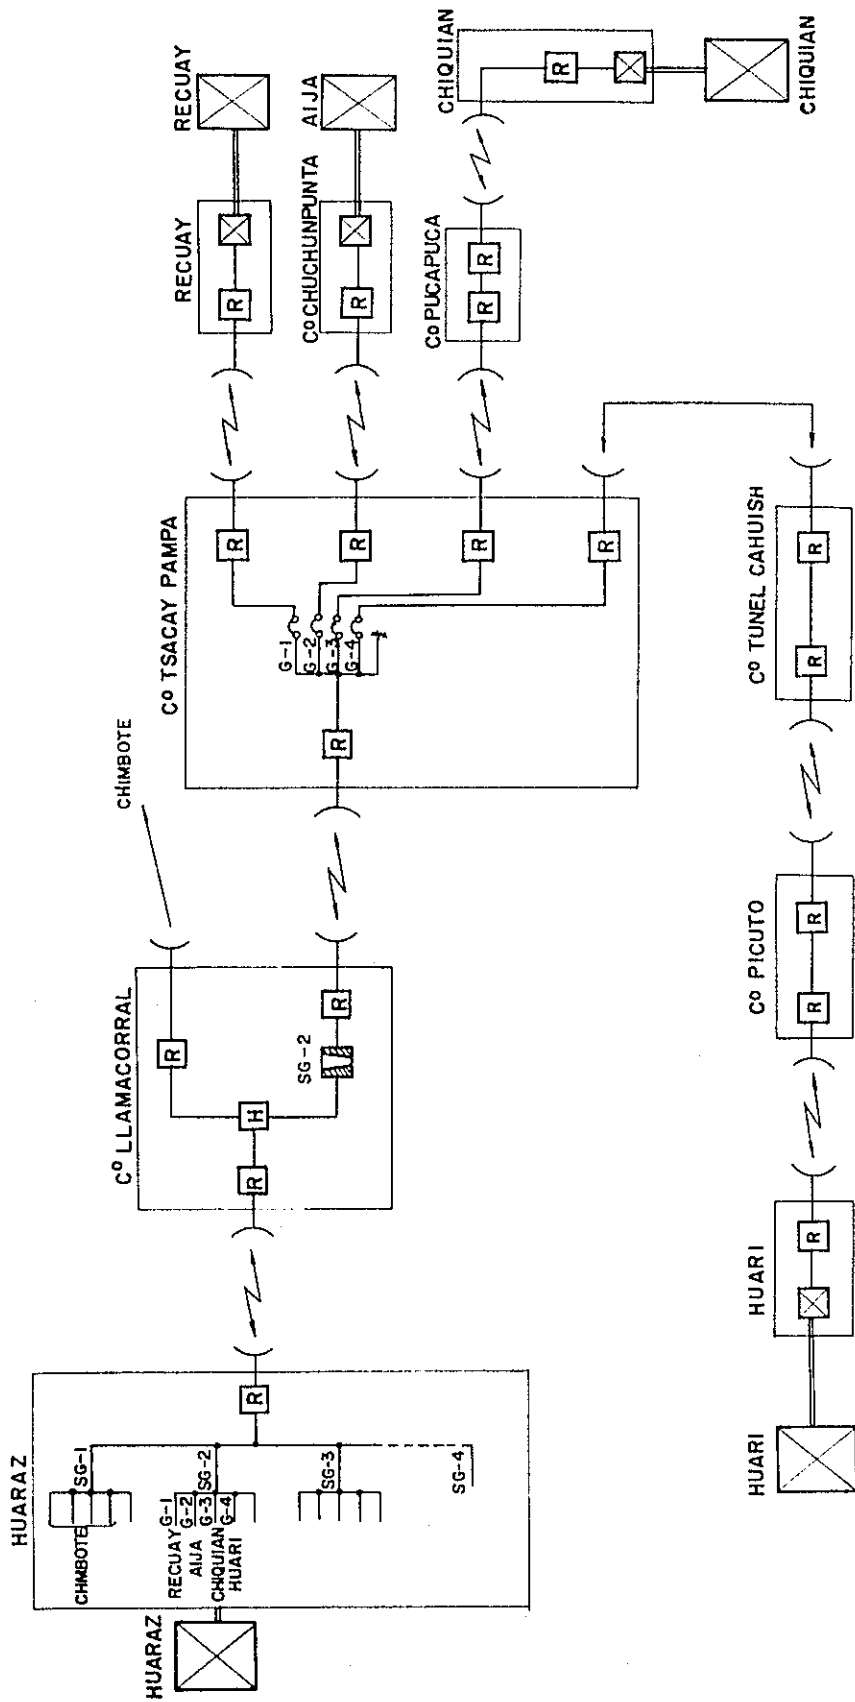 HUARAZ
HUARAZ
CHMBOTE
SG-1
RECUAY
G-1
AIJA
G-2
CHIQUIAN
G-3
HUARI
G-4
SG-2
SG-3
SG-4
R
Cº LLAMACORRAL
R
H
R
SG-2
R
CHIMBOTE
Cº TSACAY PAMPA
R
G-1
G-2
G-3
G-4
R
R
R
R
RECUAY
R
RECUAY
Cº CHUCHUNPUNTA
R
AIJA
Cº PUCAPUCA
R
R
CHIQUIAN
R
CHIQUIAN
HUARI
HUARI
R
Cº PICUTO
R
R
Cº TUNEL CAHUISH
R
R